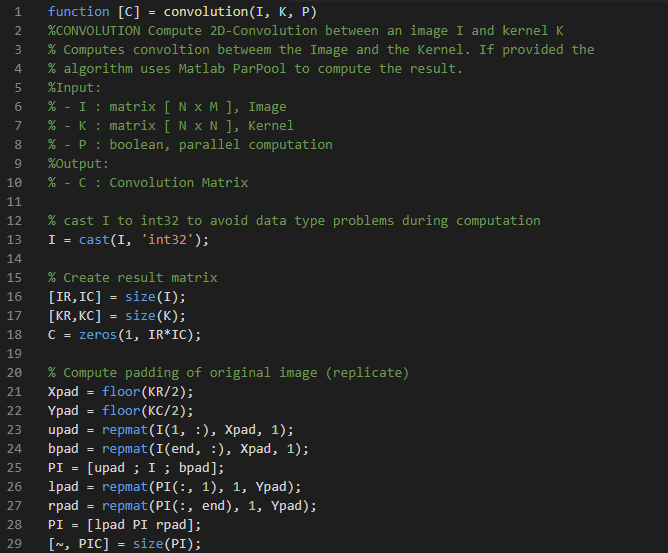 1 function [C] = convolution(I, K, P)
2 %CONVOLUTION Compute 2D-Convolution between an image I and kernel K
3 % Computes convoltion betweem the Image and the Kernel. If provided the
4 % algorithm uses Matlab ParPool to compute the result.
5 %Input:
6 % - I : matrix [ N x M ], Image
7 % - K : matrix [ N x N ], Kernel
8 % - P : boolean, parallel computation
9 %Output:
10 % - C : Convolution Matrix
11
12 % cast I to int32 to avoid data type problems during computation
13 I = cast(I, 'int32');
14
15 % Create result matrix
16 [IR,IC] = size(I);
17 [KR,KC] = size(K);
18 C = zeros(1, IR*IC);
19
20 % Compute padding of original image (replicate)
21 Xpad = floor(KR/2);
22 Ypad = floor(KC/2);
23 upad = repmat(I(1, :), Xpad, 1);
24 bpad = repmat(I(end, :), Xpad, 1);
25 PI = [upad ; I ; bpad];
26 lpad = repmat(PI(:, 1), 1, Ypad);
27 rpad = repmat(PI(:, end), 1, Ypad);
28 PI = [lpad PI rpad];
29 [~, PIC] = size(PI);